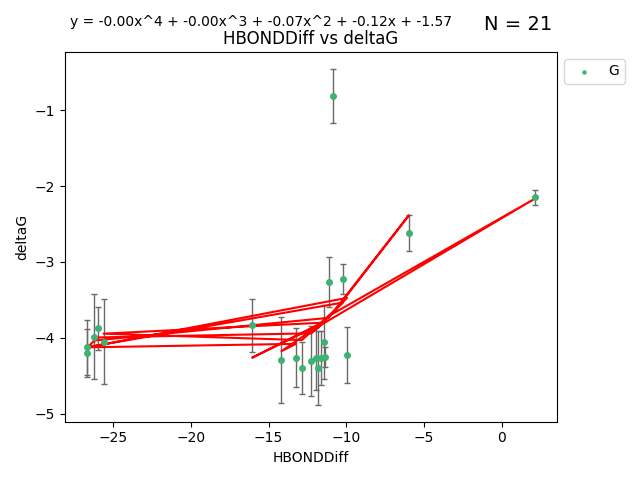 y = -0.00x^4 + -0.00x^3 + -0.07x^2 + -0.12x + -1.57
N = 21
HBONDDiff vs deltaG
G
−1
−2
−3
−4
−5
deltaG
−25
−20
−15
−10
−5
0
HBONDDiff